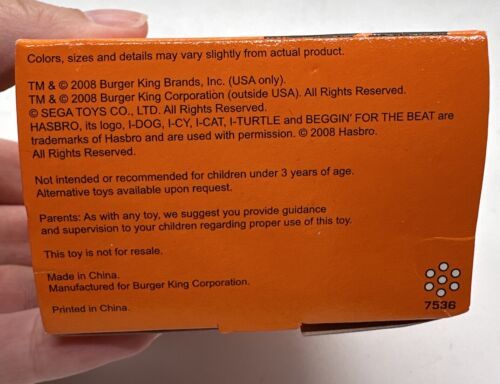 Colors, sizes and details may vary slightly from actual product.
TM & © 2008 Burger King Brands, Inc. (USA only).
TM & © 2008 Burger King Corporation (outside USA). All Rights Reserved.
© SEGA TOYS CO., LTD. All Rights Reserved.
HASBRO, its logo, I-DOG, I-CY, I-CAT, I-TURTLE and BEGGIN' FOR THE BEAT are
trademarks of Hasbro and are used with permission. © 2008 Hasbro.
All Rights Reserved.
Not intended or recommended for children under 3 years of age.
Alternative toys available upon request.
Parents: As with any toy, we suggest you provide guidance
and supervision to your children regarding proper use of this toy.
This toy is not for resale.
Made in China.
Manufactured for Burger King Corporation.
Printed in China.
7536